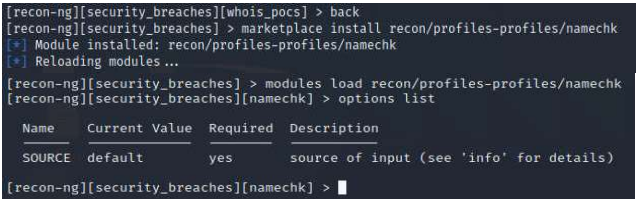 [recon-ng][security_breaches][whois_pocs] > back
[recon-ng][security_breaches] > marketplace install recon/profiles-profiles/namechk
[*] Module installed: recon/profiles-profiles/namechk
[*] Reloading modules...
[recon-ng][security_breaches] > modules load recon/profiles-profiles/namechk
[recon-ng][security_breaches][namechk] > options list
Name Current Value Required Description
SOURCE default yes source of input (see 'info' for details)
[recon-ng][security_breaches][namechk] >